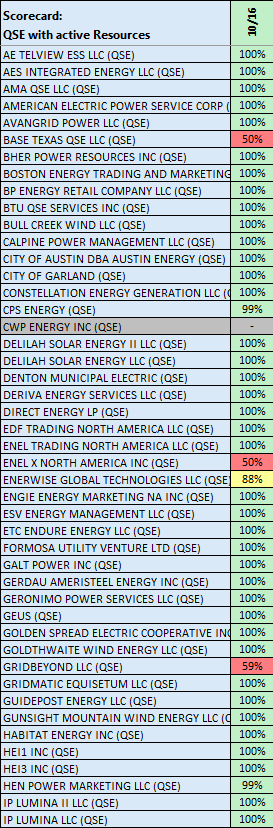 Scorecard:
QSE with active Resources
10/16
AE TELVIEW ESS LLC (QSE) 100%
AES INTEGRATED ENERGY LLC (QSE) 100%
AMA QSE LLC (QSE) 100%
AMERICAN ELECTRIC POWER SERVICE CORP ( 100%
AVANGRID POWER LLC (QSE) 100%
BASE TEXAS QSE LLC (QSE) 50%
BHER POWER RESOURCES INC (QSE) 100%
BOSTON ENERGY TRADING AND MARKETING 100%
BP ENERGY RETAIL COMPANY LLC (QSE) 100%
BTU QSE SERVICES INC (QSE) 100%
BULL CREEK WIND LLC (QSE) 100%
CALPINE POWER MANAGEMENT LLC (QSE) 100%
CITY OF AUSTIN DBA AUSTIN ENERGY (QSE) 100%
CITY OF GARLAND (QSE) 100%
CONSTELLATION ENERGY GENERATION LLC ( 100%
CPS ENERGY (QSE) 99%
CWP ENERGY INC (QSE) -
DELILAH SOLAR ENERGY II LLC (QSE) 100%
DELILAH SOLAR ENERGY LLC (QSE) 100%
DENTON MUNICIPAL ELECTRIC (QSE) 100%
DERIVA ENERGY SERVICES LLC (QSE) 100%
DIRECT ENERGY LP (QSE) 100%
EDF TRADING NORTH AMERICA LLC (QSE) 100%
ENEL TRADING NORTH AMERICA LLC (QSE) 100%
ENEL X NORTH AMERICA INC (QSE) 50%
ENERWISE GLOBAL TECHNOLOGIES LLC (QSE 88%
ENGIE ENERGY MARKETING NA INC (QSE) 100%
ESV ENERGY MANAGEMENT LLC (QSE) 100%
ETC ENDURE ENERGY LLC (QSE) 100%
FORMOSA UTILITY VENTURE LTD (QSE) 100%
GALT POWER INC (QSE) 100%
GERDAU AMERISTEEL ENERGY INC (QSE) 100%
GERONIMO POWER SERVICES LLC (QSE) 100%
GEUS (QSE) 100%
GOLDEN SPREAD ELECTRIC COOPERATIVE INC 100%
GOLDTHWAITE WIND ENERGY LLC (QSE) 100%
GRIDBEYOND LLC (QSE) 59%
GRIDMATIC EQUISETUM LLC (QSE) 100%
GUIDEPOST ENERGY LLC (QSE) 100%
GUNSIGHT MOUNTAIN WIND ENERGY LLC ( 100%
HABITAT ENERGY INC (QSE) 100%
HEI1 INC (QSE) 100%
HEI3 INC (QSE) 100%
HEN POWER MARKETING LLC (QSE) 99%
IP LUMINA II LLC (QSE) 100%
IP LUMINA LLC (QSE) 100%